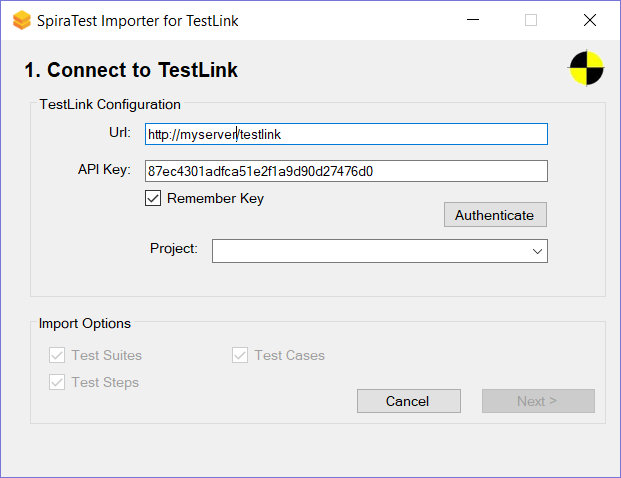 SpiraTest Importer for TestLink
1. Connect to TestLink
TestLink Configuration
Url: http://myserver/testlink
API Key: 87ec4301adfca51e2f1a9d90d27476d0
Remember Key
Authenticate
Project:
Import Options
Test Suites Test Cases
Test Steps
Cancel Next >